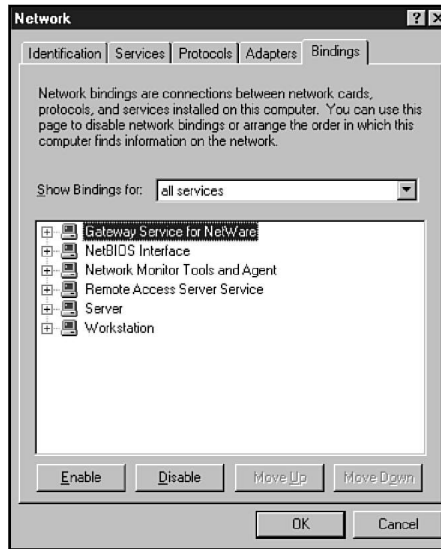 Network
Identification Services Protocols Adapters Bindings
Network bindings are connections between network cards,
protocols, and services installed on this computer. You can use this
page to disable network bindings or arrange the order in which this
computer finds information on the network.
Show Bindings for: all services
Gateway Service for NetWare
NetBIOS Interface
Network Monitor Tools and Agent
Remote Access Server Service
Server
Workstation
Enable Disable Move Up Move Down
OK Cancel